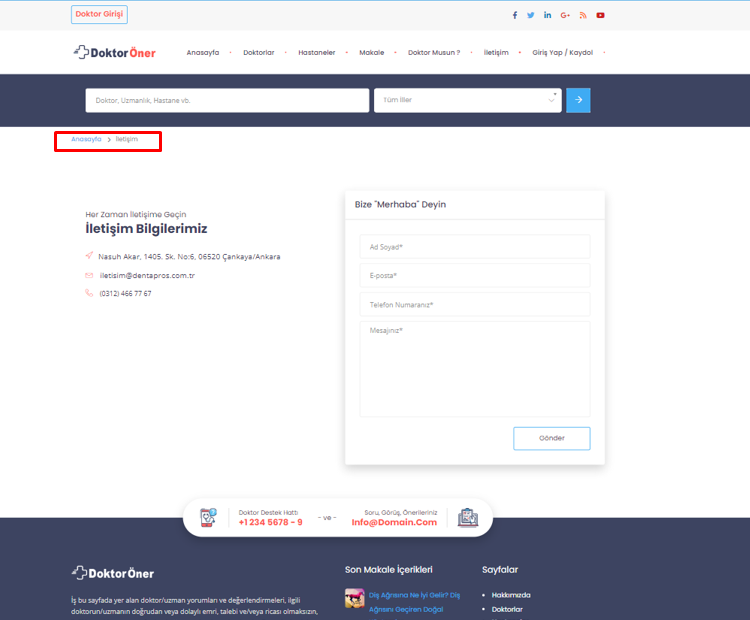 Doktor Girişi
DoktorÖner
Anasayfa
Doktorlar
Hastaneler
Makale
Doktor Musun ?
İletişim
Giriş Yap / Kaydol
Doktor, Uzmanlık, Hastane vb.
Tüm İller
Anasayfa > İletişim
Her Zaman İletişime Geçin
İletişim Bilgilerimiz
Nasuh Akar, 1405. Sk. No:6, 06520 Çankaya/Ankara
iletisim@dentapros.com.tr
(0312) 466 77 67
Bize "Merhaba" Deyin
Ad Soyad*
E-posta*
Telefon Numaranız*
Mesajınız*
Gönder
Doktor Destek Hattı
+1 234 5678 - 9
- ve -
Soru, Görüş, Önerileriniz
Info@Domain.Com
DoktorÖner
İş bu sayfada yer alan doktor/uzman yorumları ve değerlendirmeleri, ilgili
doktorun/uzmanın doğrudan veya dolaylı emri, talebi ve/veya ricası olmaksızın,
Son Makale İçerikleri
Diş Ağrısına Ne İyi Gelir? Diş
Ağrısını Geçiren Doğal
Sayfalar
Hakkımızda
Doktorlar